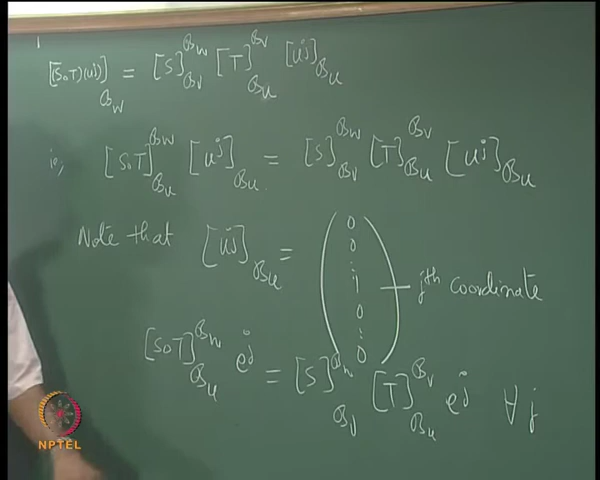 [(S∘T)(u^j)]_{B_W} = [S]_{B_V}^{B_W} [T]_{B_U}^{B_V} [u^j]_{B_U}
ie, [S∘T]_{B_U}^{B_W} [u^j]_{B_U} = [S]_{B_V}^{B_W} [T]_{B_U}^{B_V} [u^j]_{B_U}
Note that [u^j]_{B_U} = (0 0 ⋮ 1 0 ⋮ 0) — j^th coordinate
[S∘T]_{B_U}^{B_W} e^j = [S]_{B_V}^{B_W} [T]_{B_U}^{B_V} e^j ∀ j
NPTEL